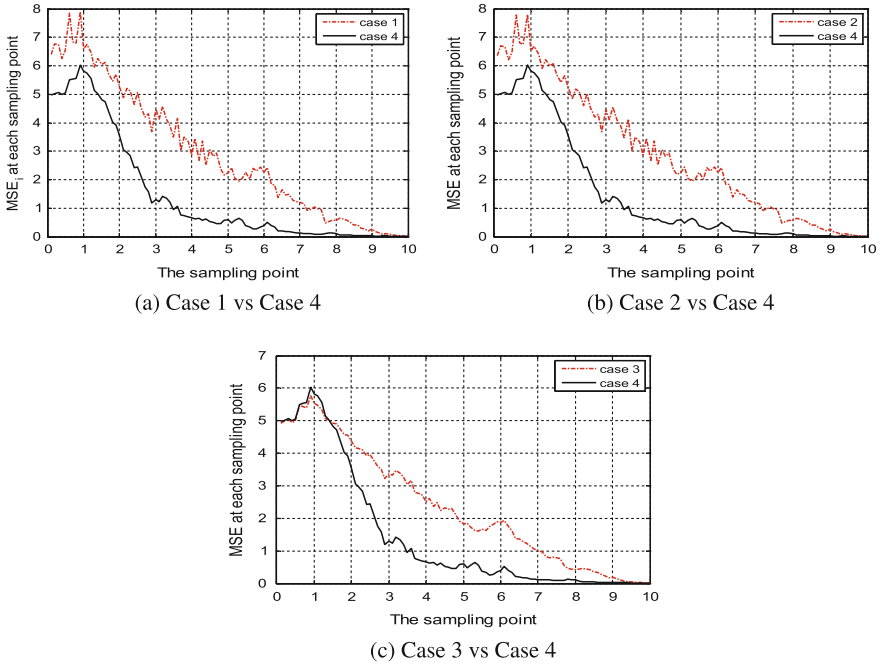 8
7
6
5
4
3
2
1
0
MSEi at each sampling point
case 1
case 4
0 1 2 3 4 5 6 7 8 9 10
The sampling point
(a) Case 1 vs Case 4
8
7
6
5
4
3
2
1
0
MSE at each sampling point
case 2
case 4
0 1 2 3 4 5 6 7 8 9 10
The sampling point
(b) Case 2 vs Case 4
7
6
5
4
3
2
1
0
MSE at each sampling point
case 3
case 4
0 1 2 3 4 5 6 7 8 9 10
The sampling point
(c) Case 3 vs Case 4